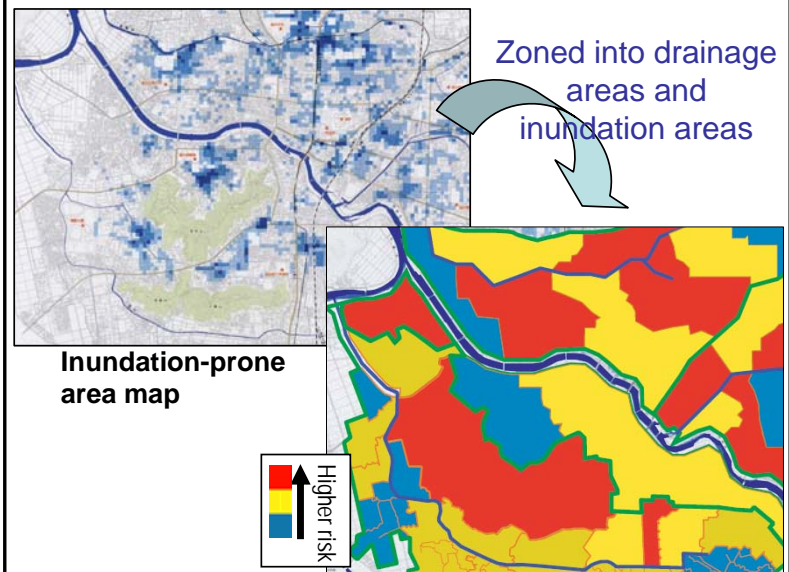 Zoned into drainage
areas and
inundation areas
Inundation-prone
area map
Higher risk